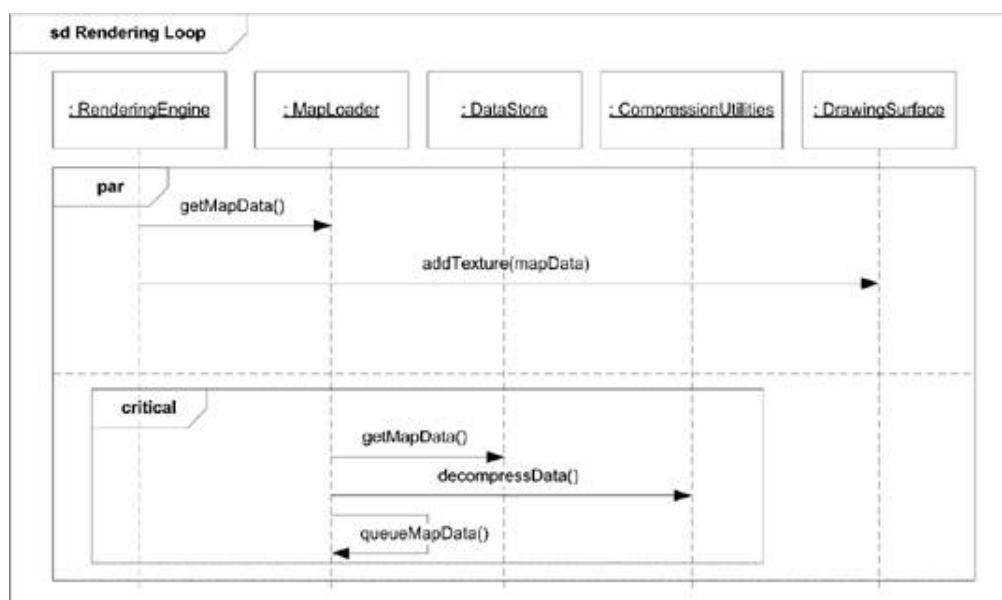 sd Rendering Loop
: RenderingEngine
: MapLoader
: DataStore
: CompressionUtilities
: DrawingSurface
par
getMapData()
addTexture(mapData)
critical
getMapData()
decompressData()
queueMapData()